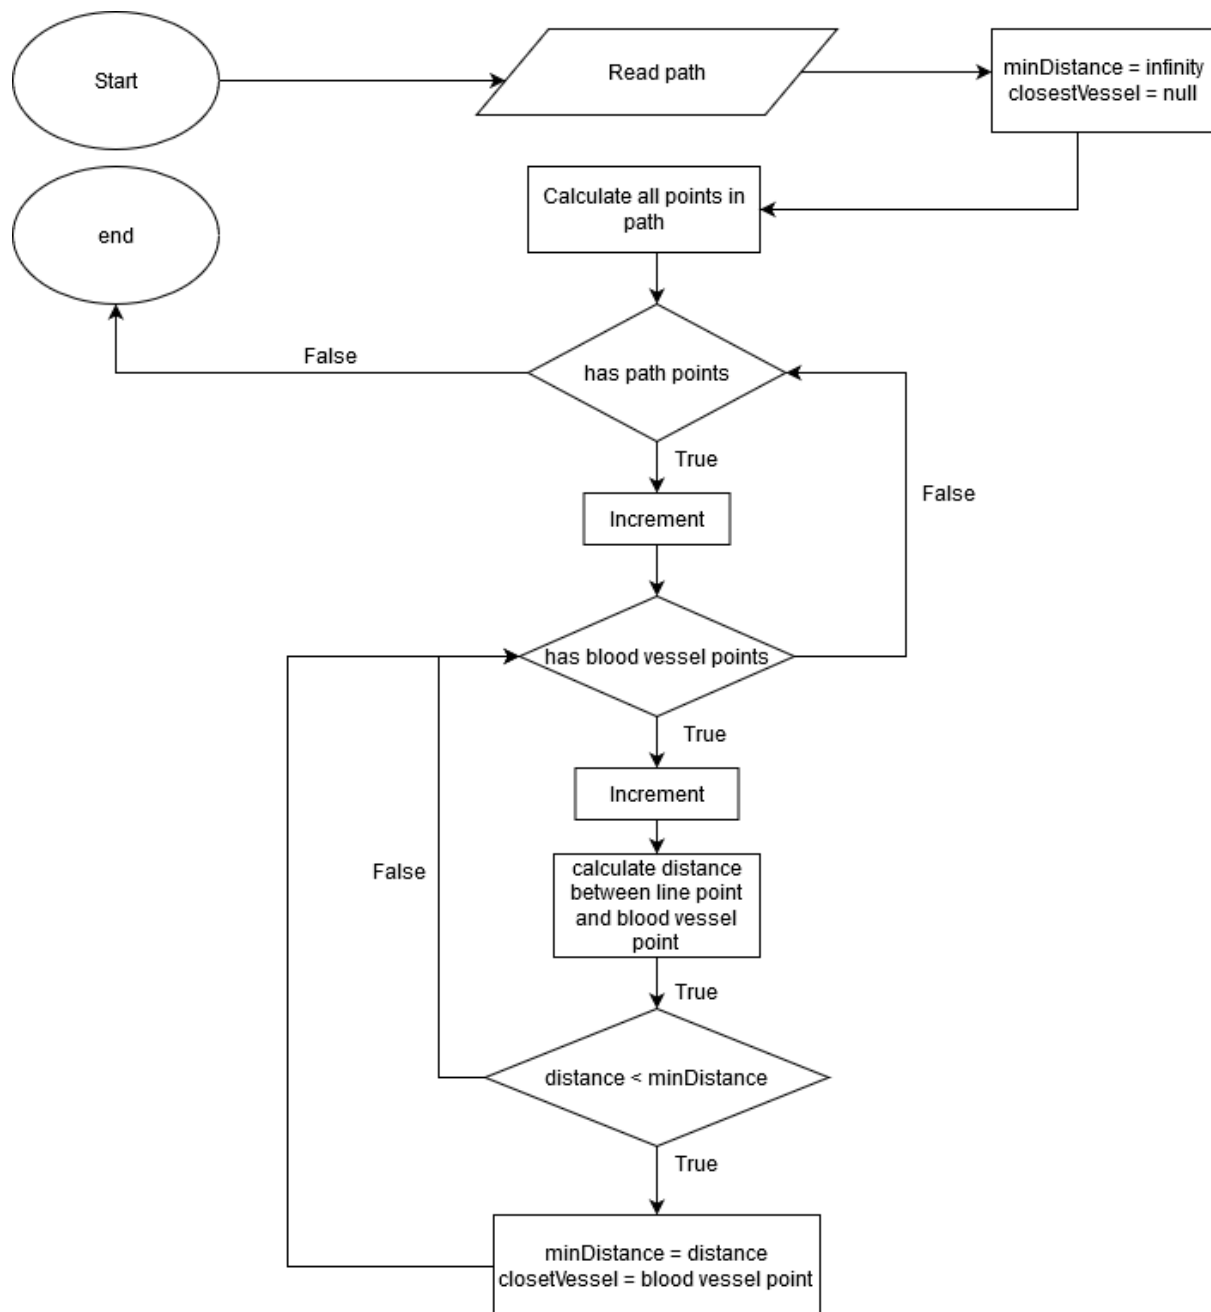 Start
Read path
minDistance = infinity
closestVessel = null
Calculate all points in
path
end
False
has path points
True
False
Increment
has blood vessel points
True
Increment
False
calculate distance
between line point
and blood vessel
point
True
distance < minDistance
True
minDistance = distance
closetVessel = blood vessel point